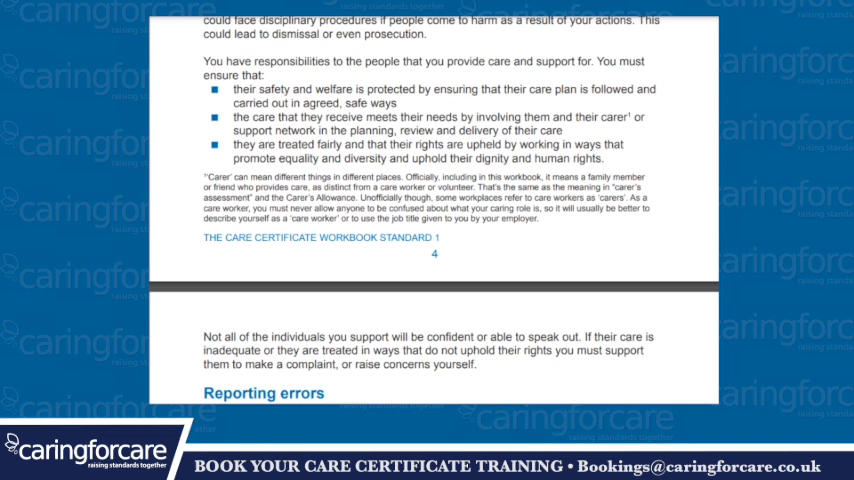 could face disciplinary procedures if people come to harm as a result of your actions. This
could lead to dismissal or even prosecution.
You have responsibilities to the people that you provide care and support for. You must
ensure that:
■ their safety and welfare is protected by ensuring that their care plan is followed and
carried out in agreed, safe ways
■ the care that they receive meets their needs by involving them and their carer¹ or
support network in the planning, review and delivery of their care
■ they are treated fairly and that their rights are upheld by working in ways that
promote equality and diversity and uphold their dignity and human rights.
¹'Carer' can mean different things in different places. Officially, including in this workbook, it means a family member
or friend who provides care, as distinct from a care worker or volunteer. That's the same as the meaning in "carer's
assessment" and the Carer's Allowance. Unofficially though, some workplaces refer to care workers as 'carers'. As a
care worker, you must never allow anyone to be confused about what your caring role is, so it will usually be better to
describe yourself as a 'care worker' or to use the job title given to you by your employer.
THE CARE CERTIFICATE WORKBOOK STANDARD 1
4
Not all of the individuals you support will be confident or able to speak out. If their care is
inadequate or they are treated in ways that do not uphold their rights you must support
them to make a complaint, or raise concerns yourself.
Reporting errors
caringforcare
raising standards together
BOOK YOUR CARE CERTIFICATE TRAINING • Bookings@caringforcare.co.uk